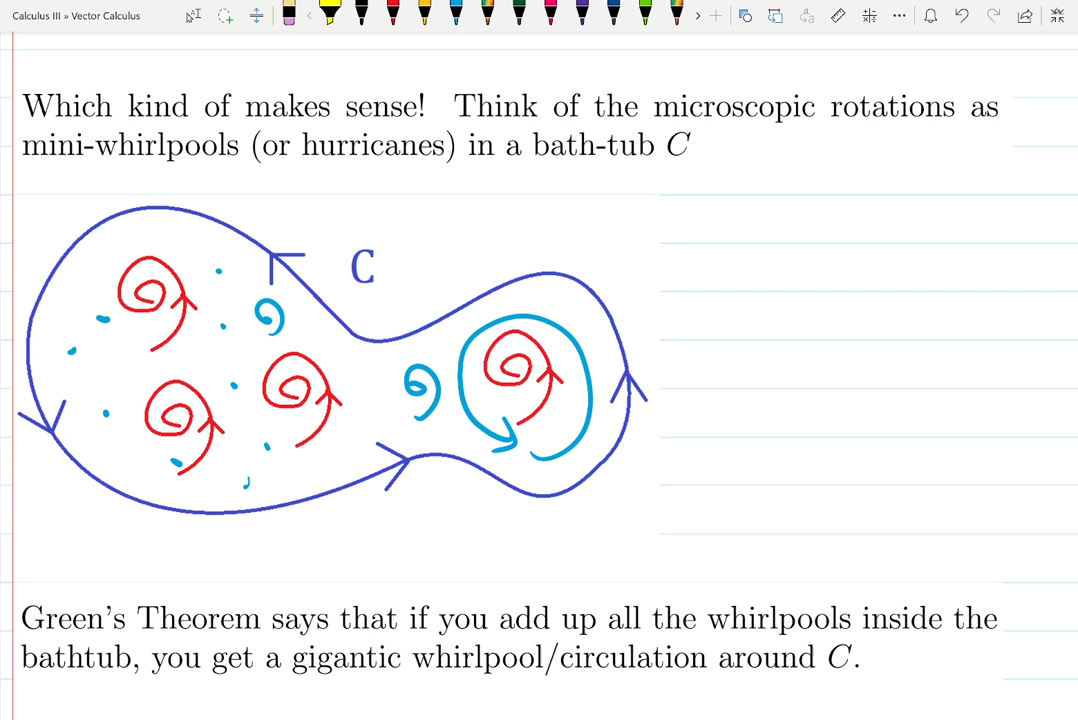 Calculus III » Vector Calculus
Which kind of makes sense! Think of the microscopic rotations as
mini-whirlpools (or hurricanes) in a bath-tub C
C
Green's Theorem says that if you add up all the whirlpools inside the
bathtub, you get a gigantic whirlpool/circulation around C.